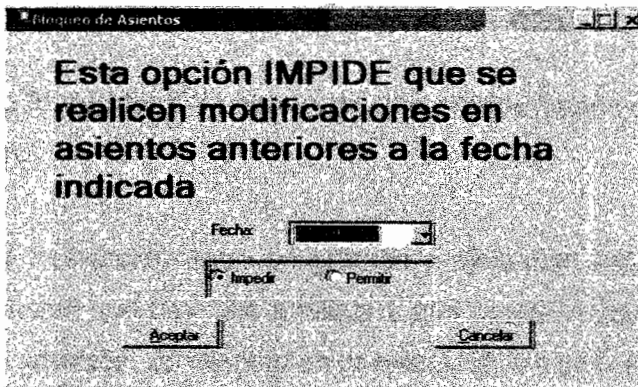 Bloqueo de Asientos
Esta opción IMPIDE que se
realicen modificaciones en
asientos anteriores a la fecha
indicada
Fecha:
Impedir Permitir
Aceptar Cancelar